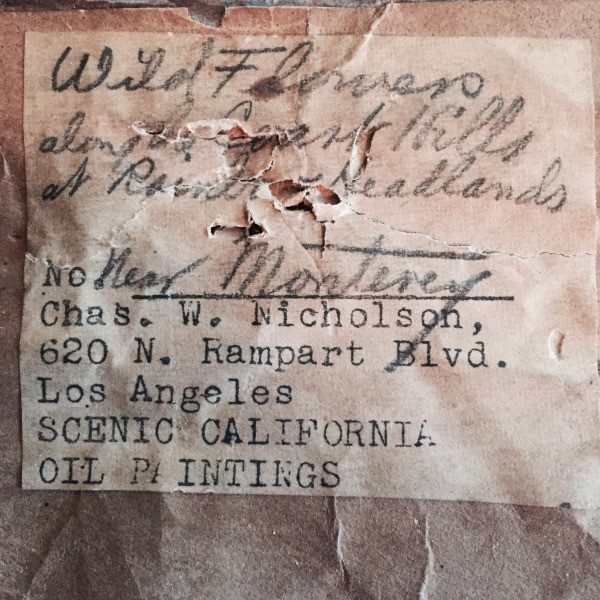 Wild Flowers
along Coast Hills
at Headlands
No. Near Monterey
Chas. W. Nicholson,
620 N. Rampart Blvd.
Los Angeles
SCENIC CALIFORNIA
OIL PAINTINGS